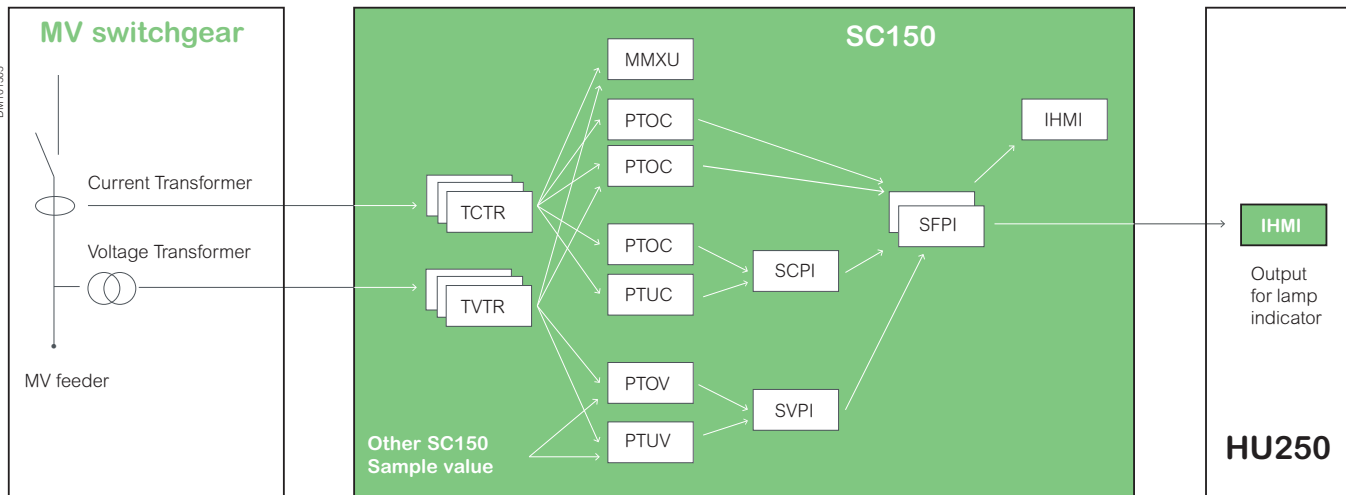 MV switchgear
Current Transformer
Voltage Transformer
MV feeder
SC150
MMXU
PTOC
PTOC
IHMI
TCTR
SFPI
PTOC
SCPI
PTUC
TVTR
PTOV
SVPI
PTUV
Other SC150
Sample value
IHMI
Output
for lamp
indicator
HU250